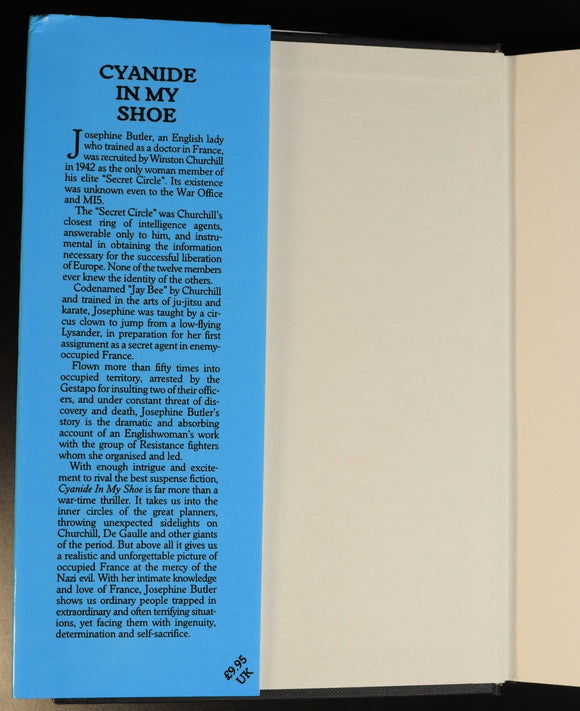 CYANIDE
IN MY
SHOE
Josephine Butler, an English lady
who trained as a doctor in France,
was recruited by Winston Churchill
in 1942 as the only woman member of
his elite "Secret Circle". Its existence
was unknown even to the War Office
and MI5.
The "Secret Circle" was Churchill's
closest ring of intelligence agents,
answerable only to him, and instru-
mental in obtaining the information
necessary for the successful liberation
of Europe. None of the twelve members
ever knew the identity of the others.
Codenamed "Jay Bee" by Churchill
and trained in the arts of ju-jitsu and
karate, Josephine was taught by a cir-
cus clown to jump from a low-flying
Lysander, in preparation for her first
assignment as a secret agent in enemy-
occupied France.
Flown more than fifty times into
occupied territory, arrested by the
Gestapo for insulting two of their offic-
ers, and under constant threat of dis-
covery and death, Josephine Butler's
story is the dramatic and absorbing
account of an Englishwoman's work
with the group of Resistance fighters
whom she organised and led.
With enough intrigue and excite-
ment to rival the best suspense fiction,
Cyanide In My Shoe is far more than a
war-time thriller. It takes us into the
inner circles of the great planners,
throwing unexpected sidelights on
Churchill, De Gaulle and other giants
of the period. But above all it gives us
a realistic and unforgettable picture of
occupied France at the mercy of the
Nazi evil. With her intimate knowledge
and love of France, Josephine Butler
shows us ordinary people trapped in
extraordinary and often terrifying situat-
ions, yet facing them with ingenuity,
determination and self-sacrifice.
£9.95
UK